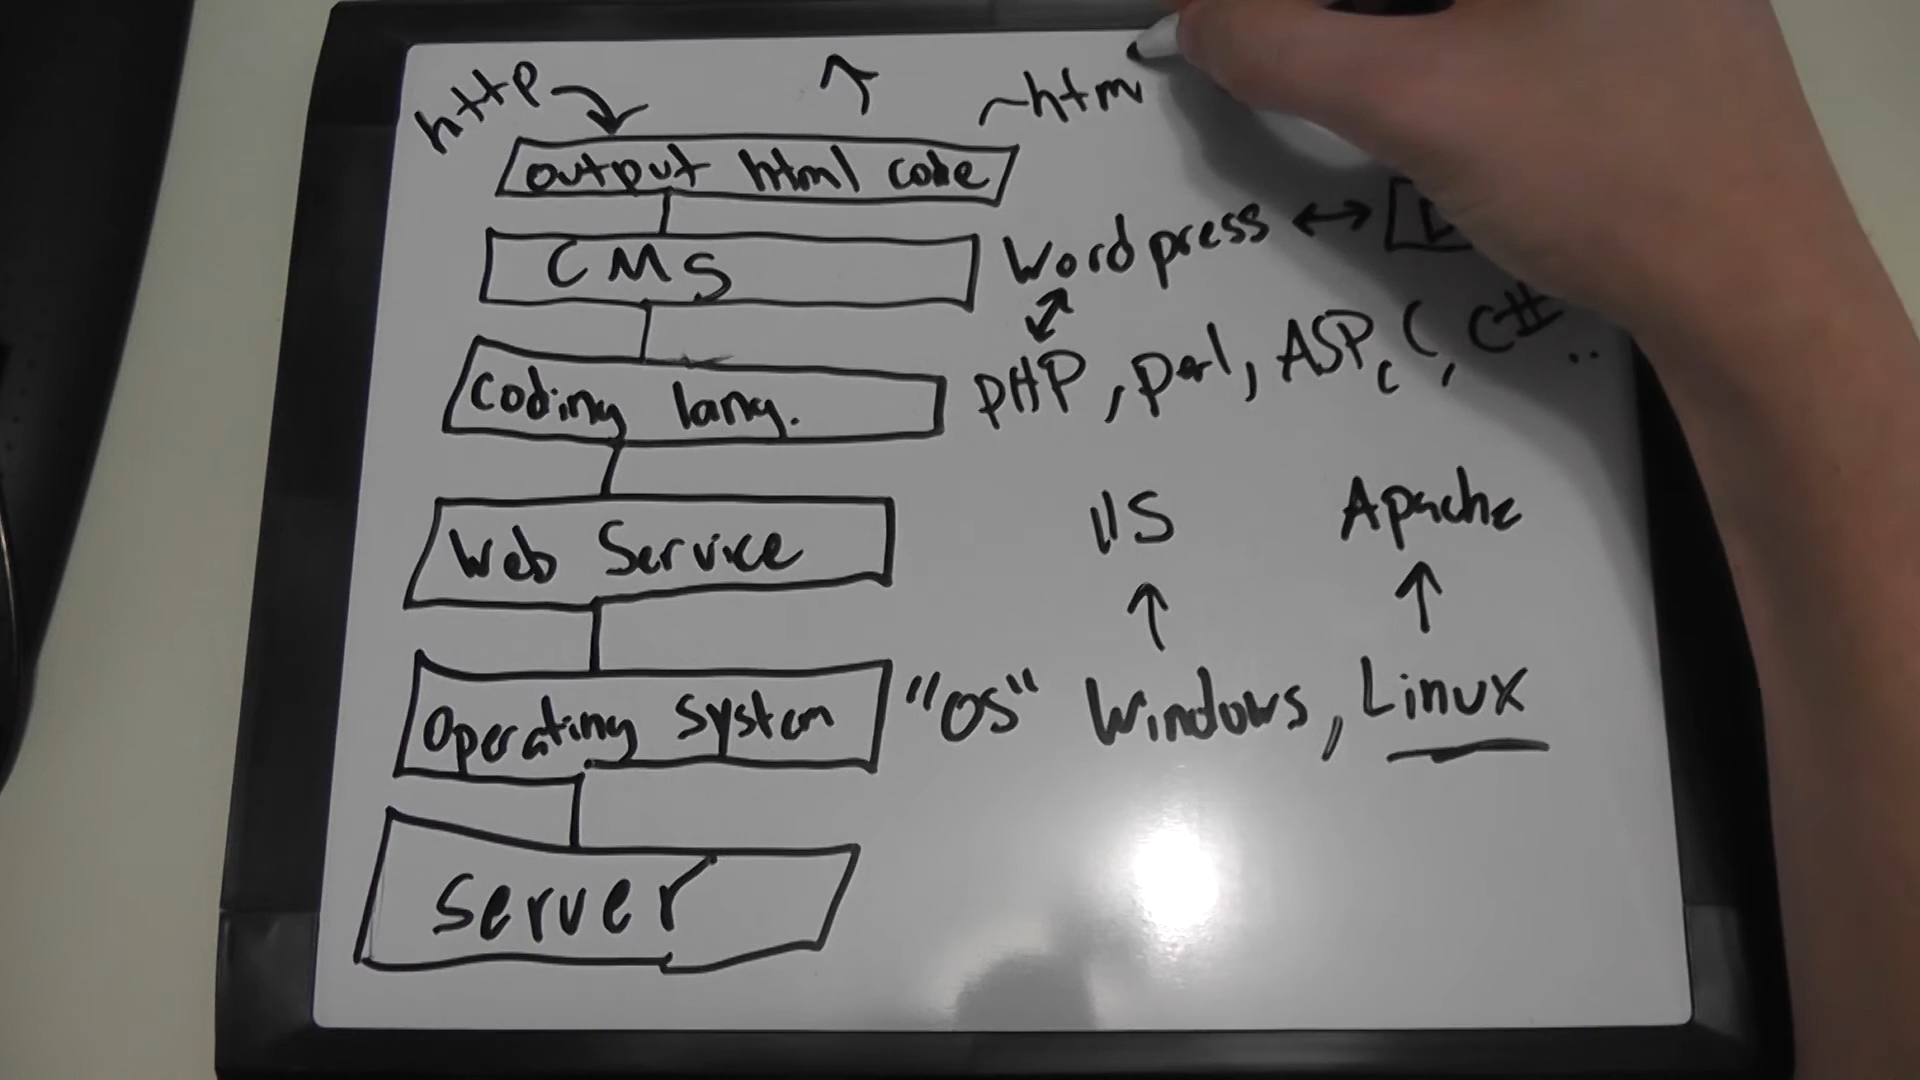 http
~htm
output html code
CMS
Wordpress
Coding lang.
PHP, perl, ASP, C, C# ..
Web Service
IIS
Apache
Operating System
"OS"
Windows, Linux
Server